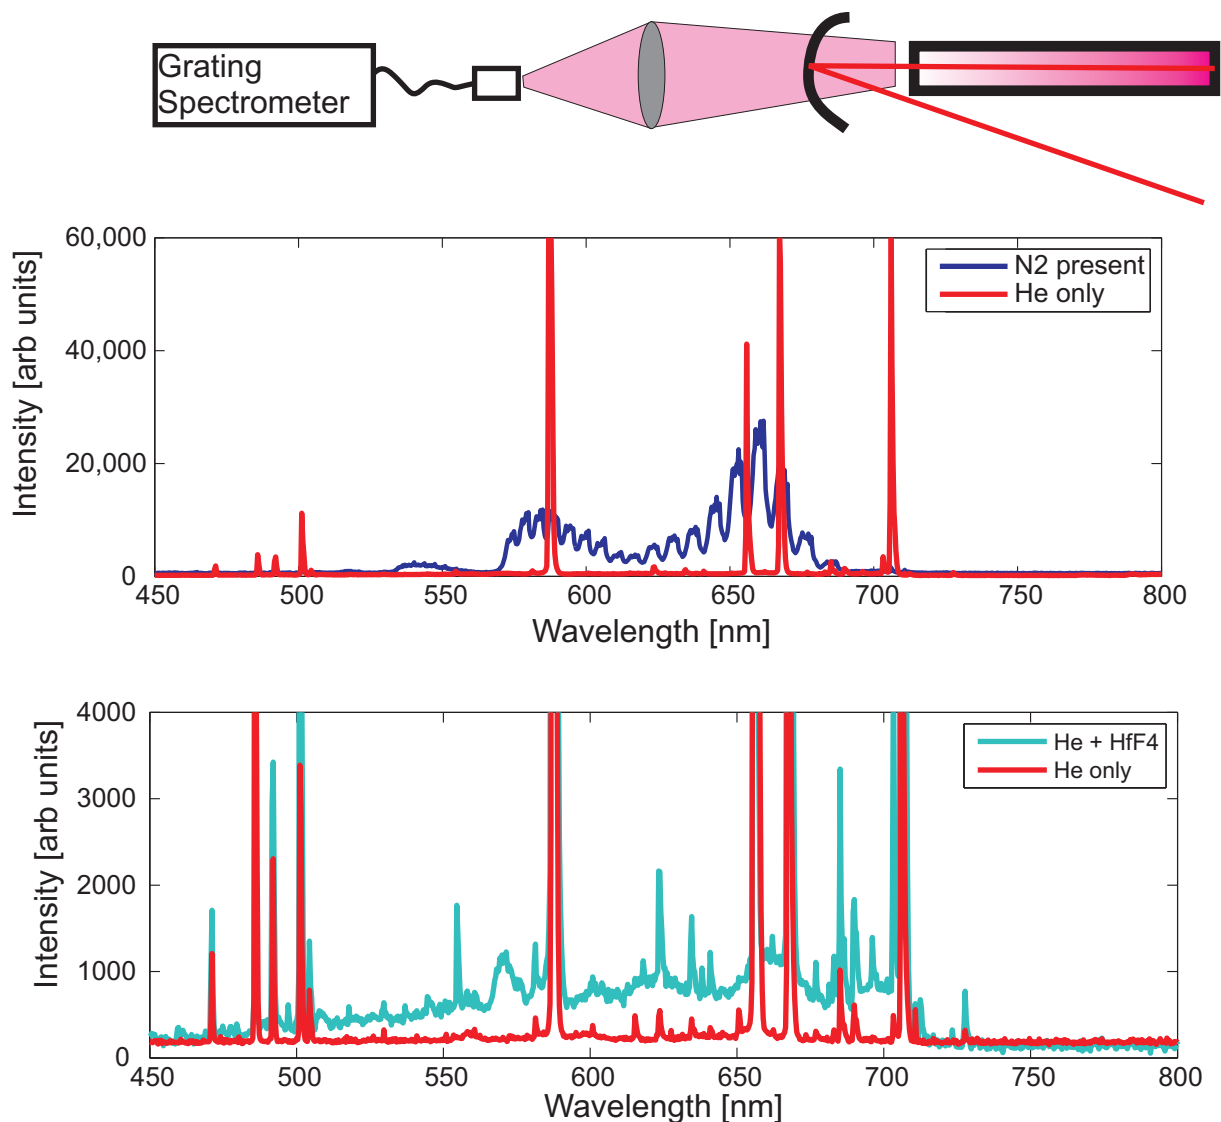 Grating
Spectrometer
60,000
40,000
20,000
0
Intensity [arb units]
N2 present
He only
450 500 550 600 650 700 750 800
Wavelength [nm]
4000
3000
2000
1000
0
Intensity [arb units]
He + HfF4
He only
450 500 550 600 650 700 750 800
Wavelength [nm]